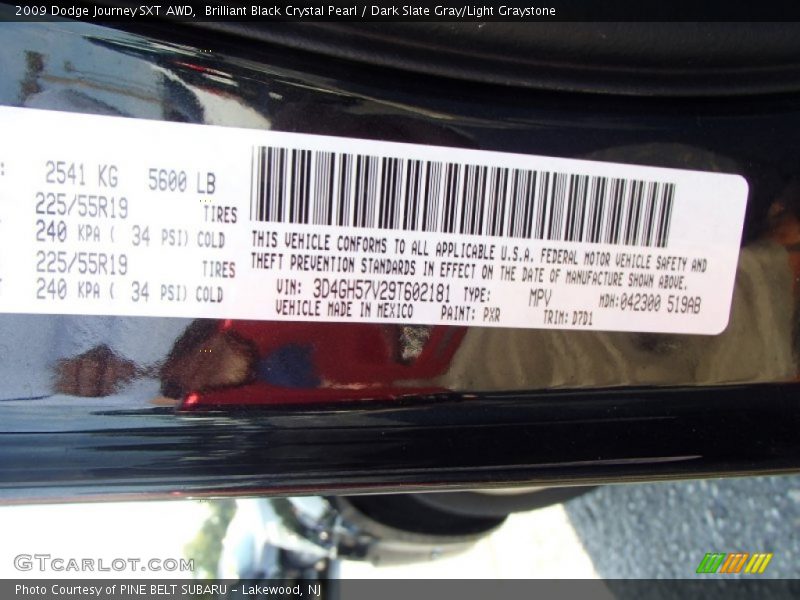 2009 Dodge Journey SXT AWD,  Brilliant Black Crystal Pearl / Dark Slate Gray/Light Graystone
2541 KG 5600 LB
225/55R19 TIRES
240 KPA ( 34 PSI) COLD
225/55R19 TIRES
240 KPA ( 34 PSI) COLD
THIS VEHICLE CONFORMS TO ALL APPLICABLE U.S.A. FEDERAL MOTOR VEHICLE SAFETY AND
THEFT PREVENTION STANDARDS IN EFFECT ON THE DATE OF MANUFACTURE SHOWN ABOVE.
VIN: 3D4GH57V29T602181 TYPE: MPV MDH:042300 519AB
VEHICLE MADE IN MEXICO PAINT: PXR TRIM: D7D1
GTCARLOT.COM
Photo Courtesy of PINE BELT SUBARU - Lakewood, NJ